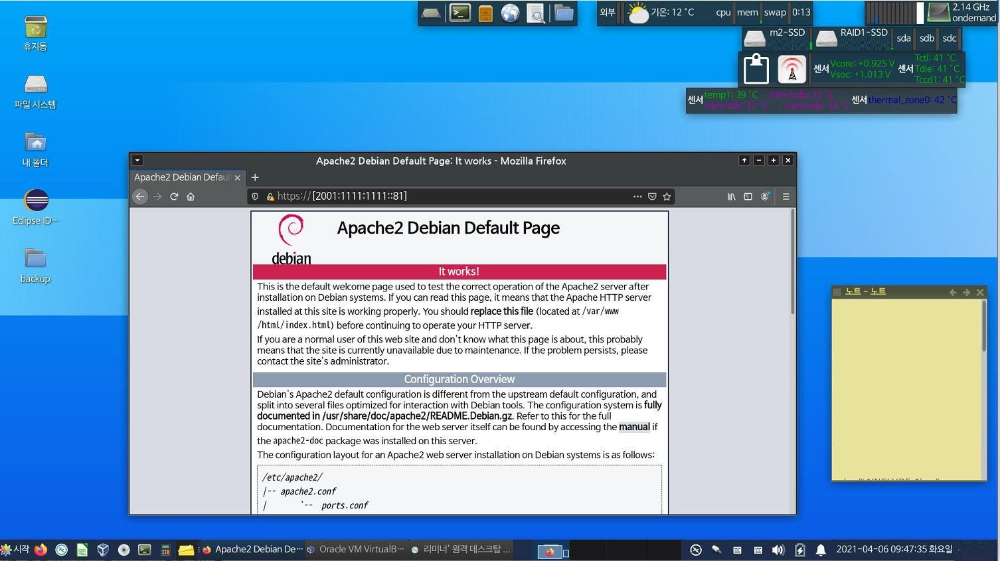 휴지통
파일 시스템
내 폴더
Eclipse ID…
backup
외부
기온: 12 °C
cpu
mem
swap
0:13
2.14 GHz
ondemand
m2-SSD
RAID1-SSD
sda
sdb
sdc
센서
Vcore: +0.925 V
Vsoc: +1.013 V
센서
Tctl: 41 °C
Tdie: 41 °C
Tccd1: 41 °C
센서
temp1: 39 °C /dev/sdb: 33 °C
/dev/sdc: 37 °C /dev/sda: 33 °C
센서
thermal_zone0: 42 °C
Apache2 Debian Default Page: It works - Mozilla Firefox
Apache2 Debian Defaul
https://[2001:1111:1111::81]
debian
Apache2 Debian Default Page
It works!
This is the default welcome page used to test the correct operation of the Apache2 server after
installation on Debian systems. If you can read this page, it means that the Apache HTTP server
installed at this site is working properly. You should replace this file (located at /var/www
/html/index.html) before continuing to operate your HTTP server.
If you are a normal user of this web site and don't know what this page is about, this probably
means that the site is currently unavailable due to maintenance. If the problem persists, please
contact the site's administrator.
Configuration Overview
Debian's Apache2 default configuration is different from the upstream default configuration, and
split into several files optimized for interaction with Debian tools. The configuration system is fully
documented in /usr/share/doc/apache2/README.Debian.gz. Refer to this for the full
documentation. Documentation for the web server itself can be found by accessing the manual if
the apache2-doc package was installed on this server.
The configuration layout for an Apache2 web server installation on Debian systems is as follows:
/etc/apache2/
|-- apache2.conf
|       `--  ports.conf
노트 - 노트
시작
Apache2 Debian De…
Oracle VM VirtualB…
리미너' 원격 데스크탑 ...
2021-04-06 09:47:35 화요일